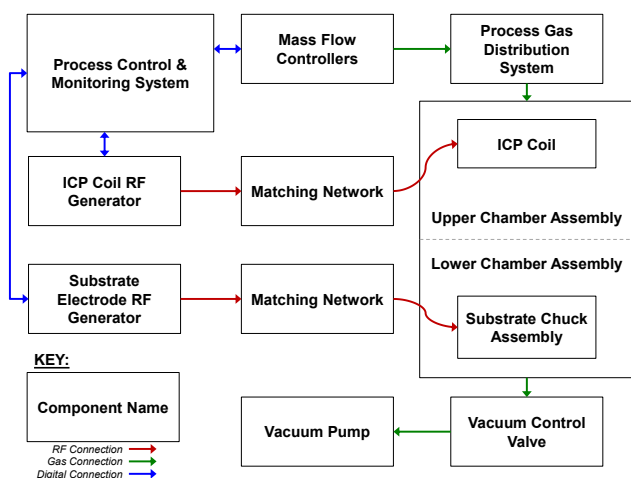 Process Control &
Monitoring System
Mass Flow
Controllers
Process Gas
Distribution
System
ICP Coil
ICP Coil RF
Generator
Matching Network
Upper Chamber Assembly
Lower Chamber Assembly
Substrate
Electrode RF
Generator
Matching Network
Substrate Chuck
Assembly
KEY:
Component Name
RF Connection
Gas Connection
Digital Connection
Vacuum Pump
Vacuum Control
Valve